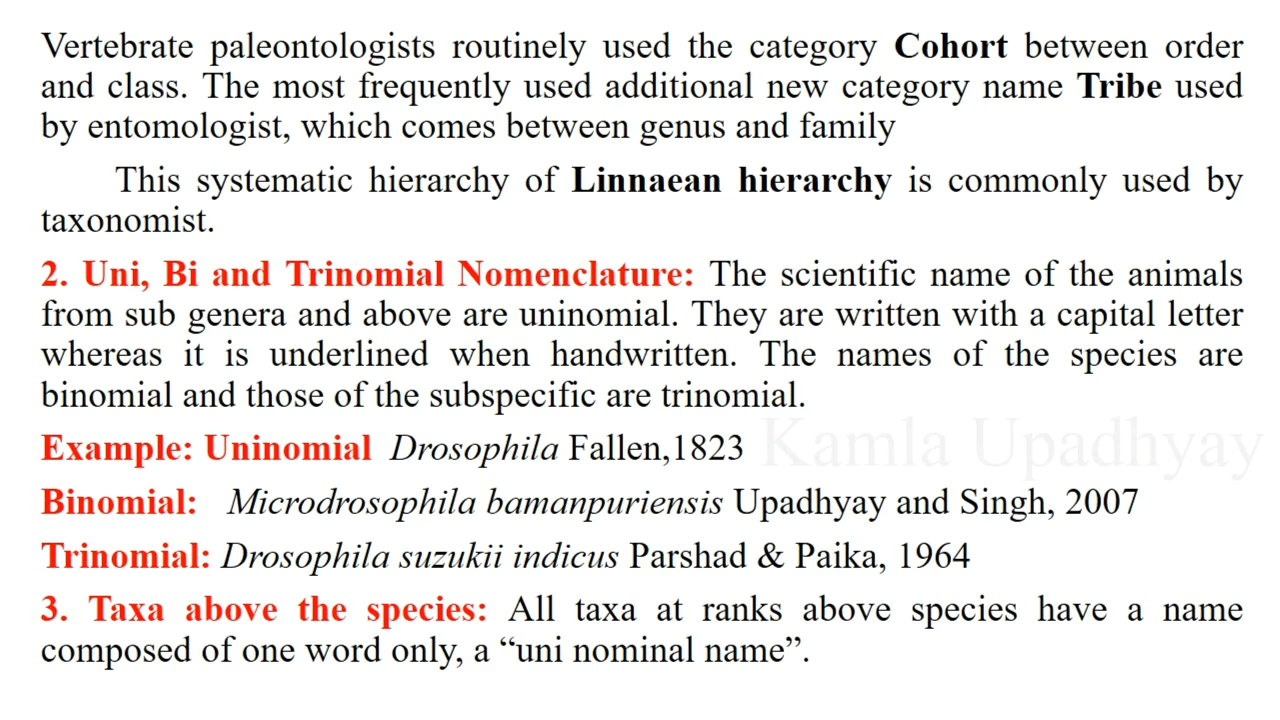 Vertebrate paleontologists routinely used the category Cohort between order
and class. The most frequently used additional new category name Tribe used
by entomologist, which comes between genus and family
This systematic hierarchy of Linnaean hierarchy is commonly used by
taxonomist.
2. Uni, Bi and Trinomial Nomenclature: The scientific name of the animals
from sub genera and above are uninomial. They are written with a capital letter
whereas it is underlined when handwritten. The names of the species are
binomial and those of the subspecific are trinomial.
Kamla Upadhyay
Example: Uninomial Drosophila Fallen,1823
Binomial: Microdrosophila bamanpuriensis Upadhyay and Singh, 2007
Trinomial: Drosophila suzukii indicus Parshad & Paika, 1964
3. Taxa above the species: All taxa at ranks above species have a name
composed of one word only, a “uni nominal name”.